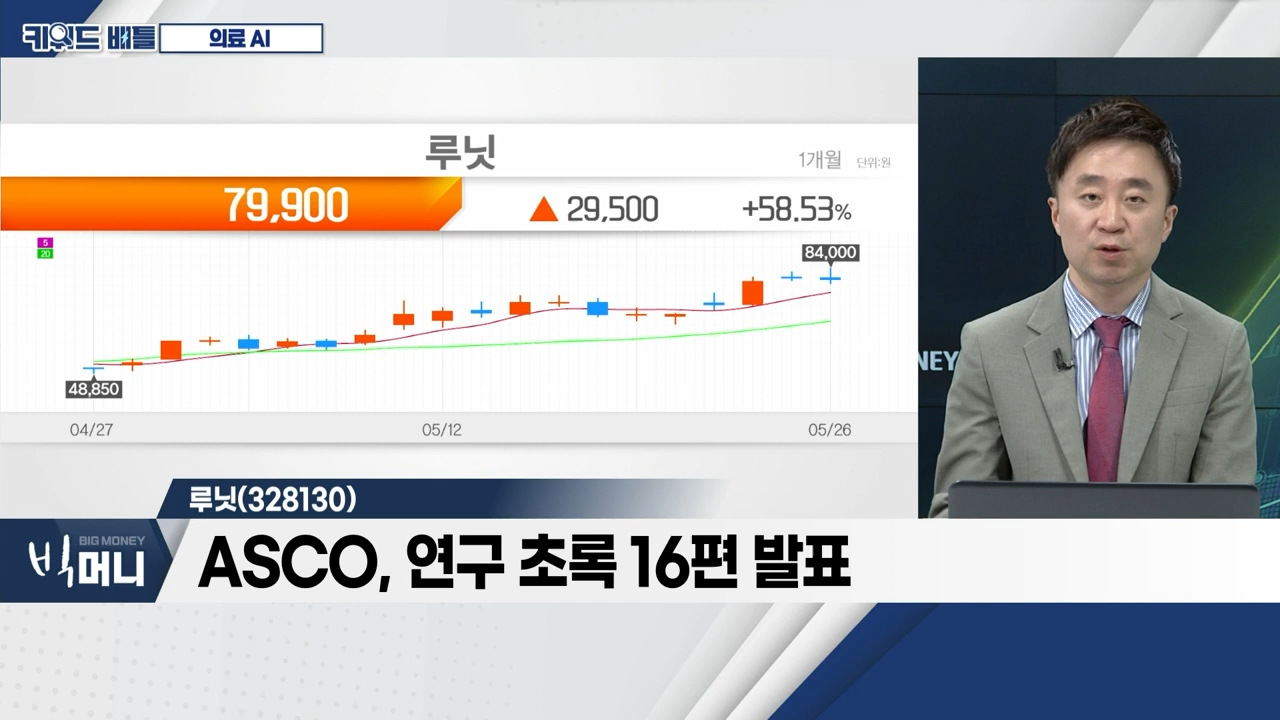 키워드 배틀
의료 AI
루닛
1개월 단위:원
79,900
▲ 29,500
+58.53%
5
20
84,000
48,850
04/27
05/12
05/26
NEY
루닛(328130)
BIG MONEY
빅머니
ASCO, 연구 초록 16편 발표